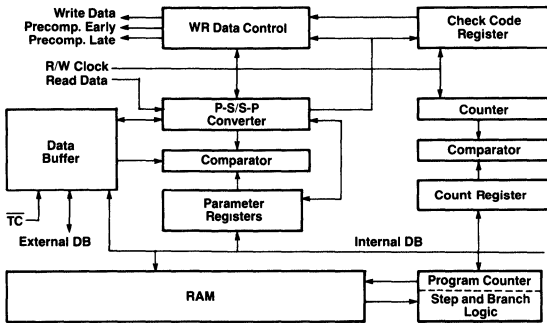 Write Data
Precomp. Early
Precomp. Late
WR Data Control
Check Code
Register
R/W Clock
Read Data
P-S/S-P
Converter
Counter
Data
Buffer
Comparator
Comparator
Parameter
Registers
Count Register
TC
External DB
Internal DB
RAM
Program Counter
Step and Branch
Logic